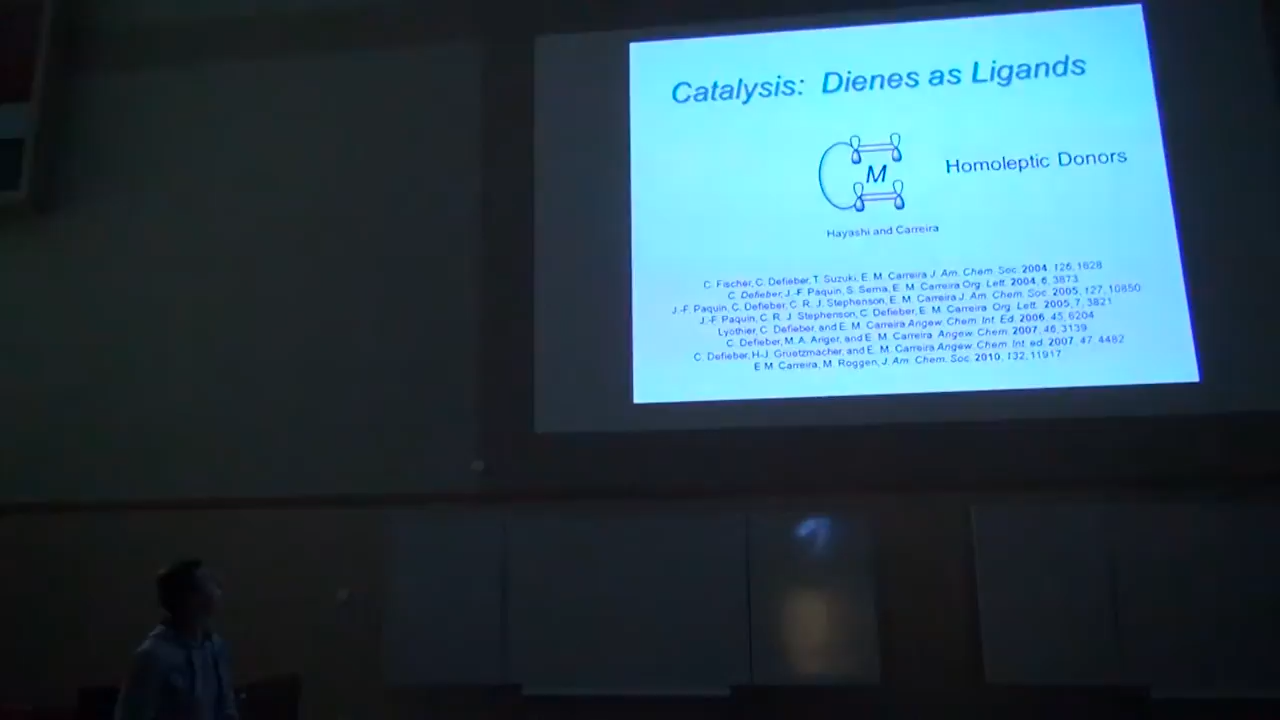 Catalysis: Dienes as Ligands
M
Homoleptic Donors
Hayashi and Carreira
C. Fischer, C. Defieber, T. Suzuki, E. M. Carreira J. Am. Chem. Soc. 2004, 126, 1628
C. Defieber, J.-F. Paquin, S. Serna, E. M. Carreira Org. Lett. 2004, 6, 3873
J.-F. Paquin, C. Defieber, C. R. J. Stephenson, E. M. Carreira J. Am. Chem. Soc. 2005, 127, 10850
J.-F. Paquin, C. R. J. Stephenson, C. Defieber, E. M. Carreira Org. Lett. 2005, 7, 3821
Lyothier, C. Defieber, and E. M. Carreira Angew. Chem. Int. Ed. 2006, 45, 6204
C. Defieber, M. A. Ariger, and E. M. Carreira Angew. Chem. 2007, 46, 3139
C. Defieber, H-J. Gruetzmacher, and E. M. Carreira Angew. Chem. Int. ed. 2007, 47, 4482
E M. Carreira, M. Roggen, J. Am. Chem. Soc. 2010, 132, 11917